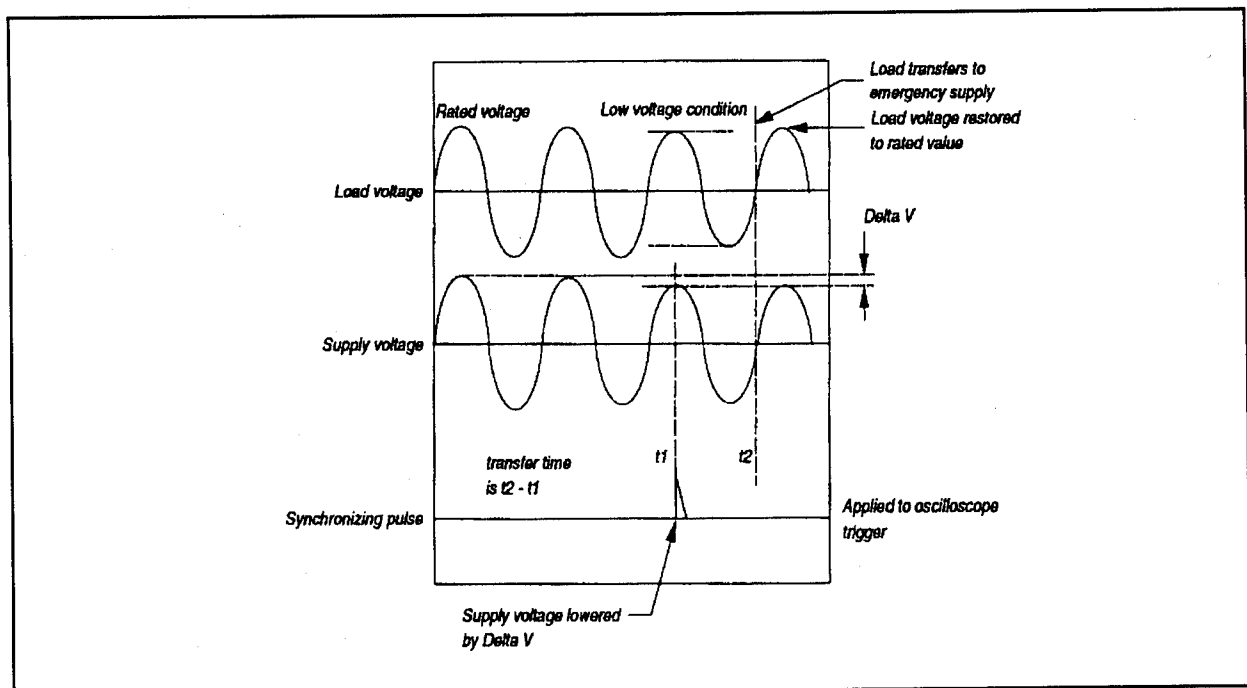 Load transfers to
emergency supply
Rated voltage
Low voltage condition
Load voltage restored
to rated value
Load voltage
Delta V
Supply voltage
t1
t2
transfer time
is t2 - t1
Synchronizing pulse
Applied to oscilloscope
trigger
Supply voltage lowered
by Delta V